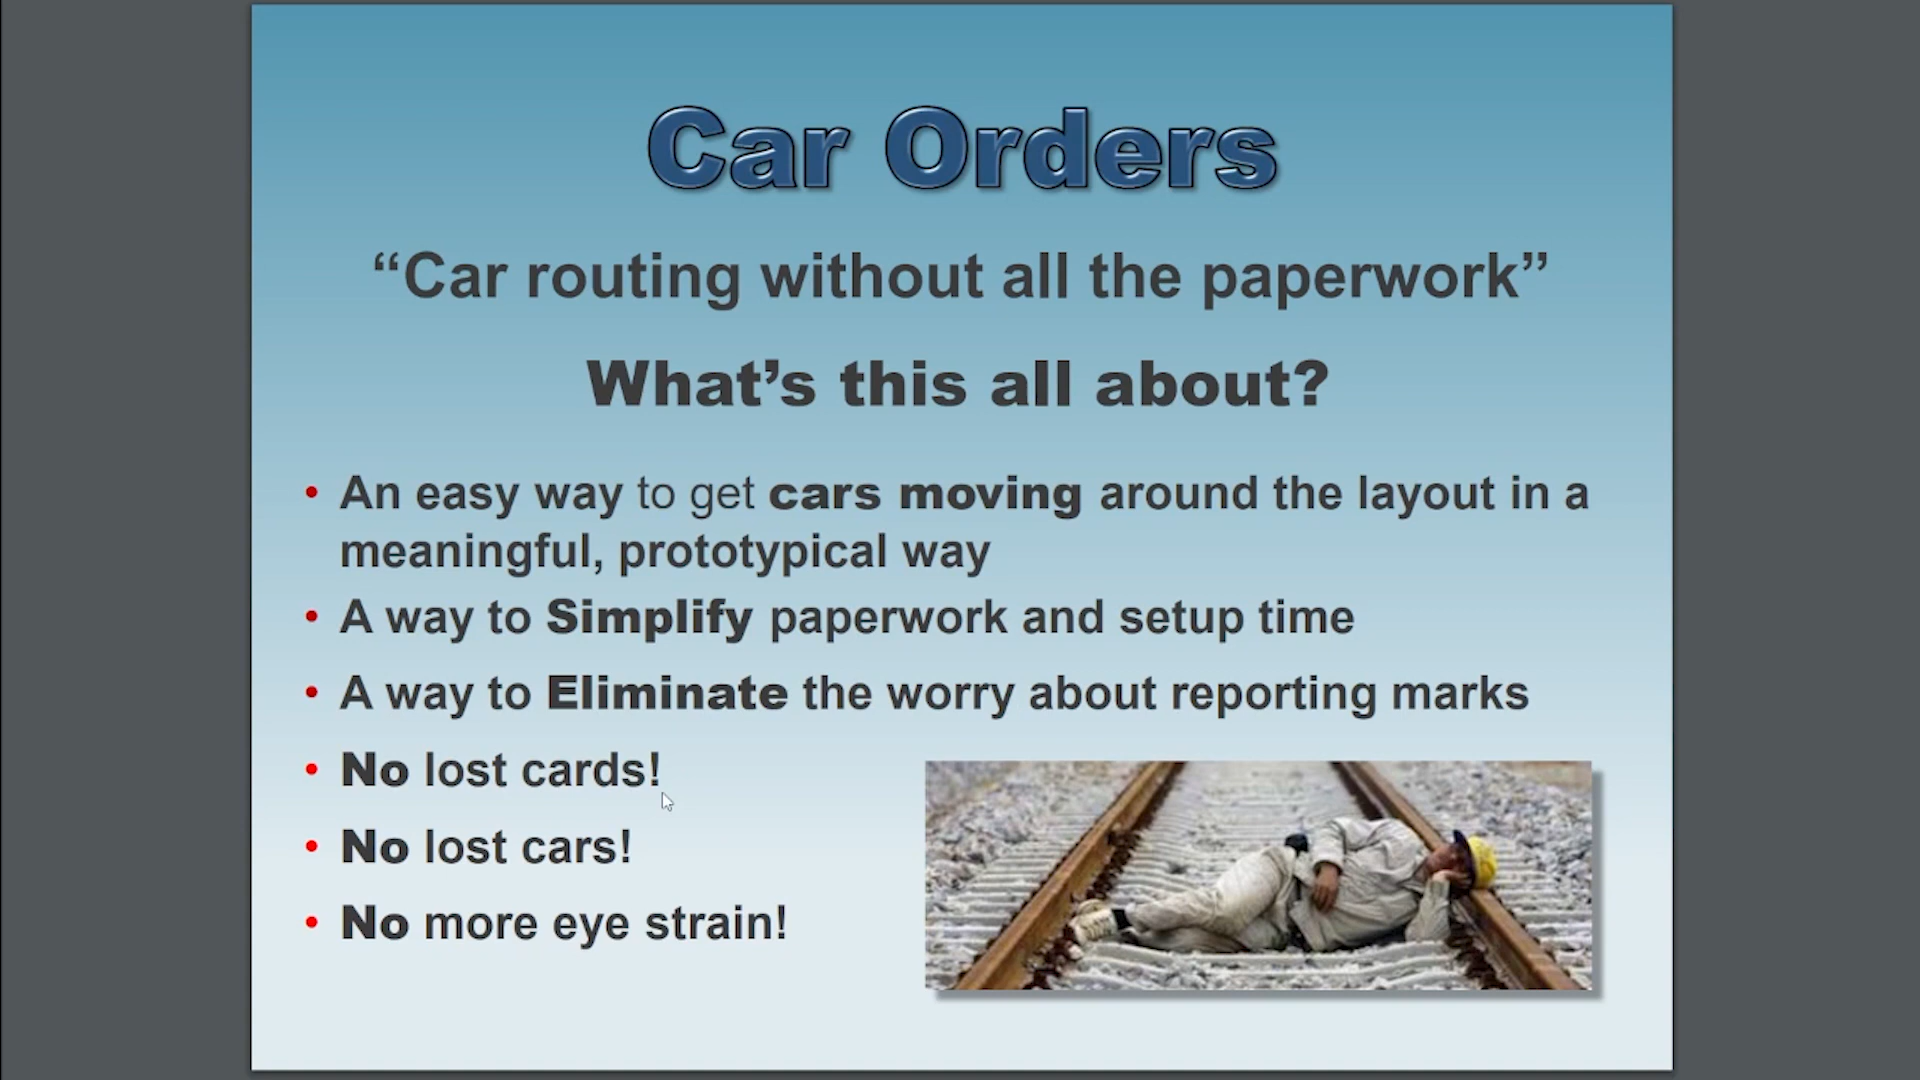 Car Orders
“Car routing without all the paperwork”
What’s this all about?
• An easy way to get cars moving around the layout in a
meaningful, prototypical way
• A way to Simplify paperwork and setup time
• A way to Eliminate the worry about reporting marks
• No lost cards!
• No lost cars!
• No more eye strain!